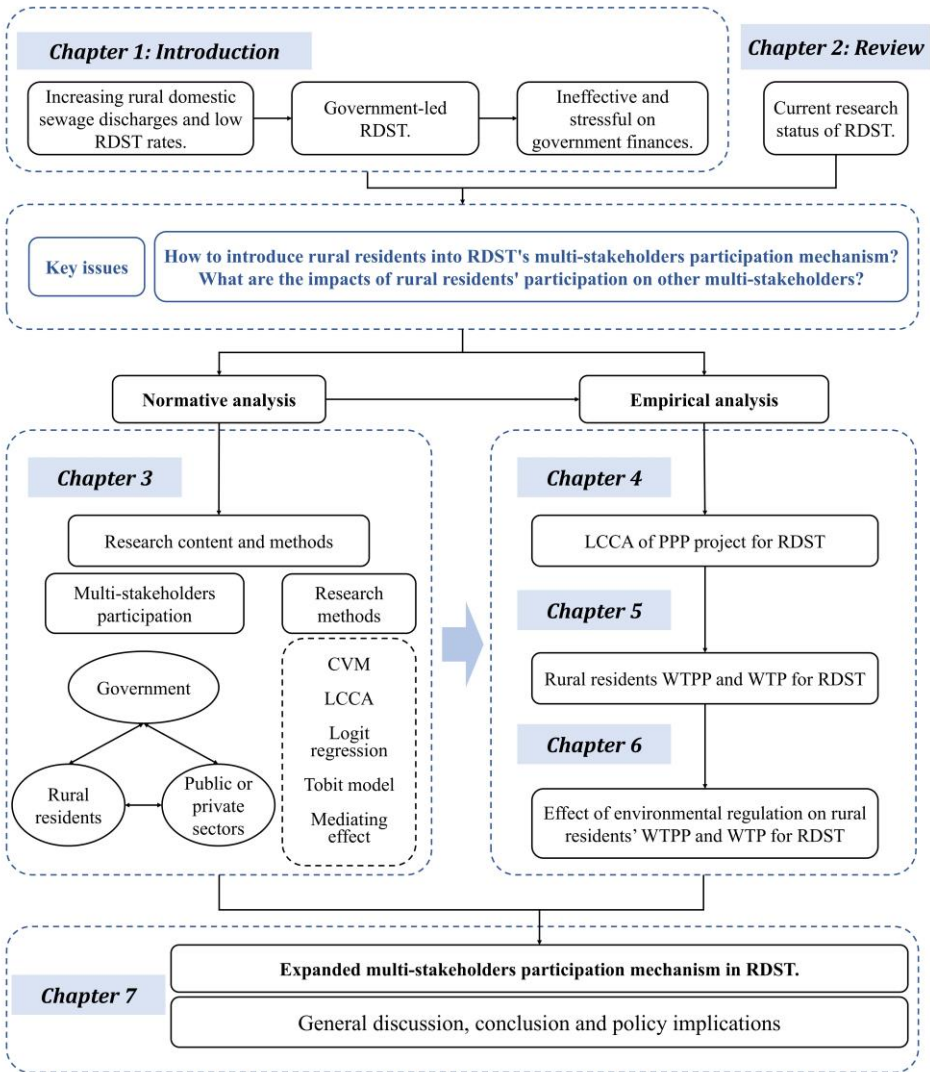 Chapter 1: Introduction
Chapter 2: Review
Increasing rural domestic
sewage discharges and low
RDST rates.
Government-led
RDST.
Ineffective and
stressful on
government finances.
Current research
status of RDST.
Key issues
How to introduce rural residents into RDST's multi-stakeholders participation mechanism?
What are the impacts of rural residents' participation on other multi-stakeholders?
Normative analysis
Empirical analysis
Chapter 3
Research content and methods
Multi-stakeholders
participation
Research
methods
Government
Rural
residents
Public or
private
sectors
CVM
LCCA
Logit
regression
Tobit model
Mediating
effect
Chapter 4
LCCA of PPP project for RDST
Chapter 5
Rural residents WTPP and WTP for RDST
Chapter 6
Effect of environmental regulation on rural
residents’ WTPP and WTP for RDST
Chapter 7
Expanded multi-stakeholders participation mechanism in RDST.
General discussion, conclusion and policy implications